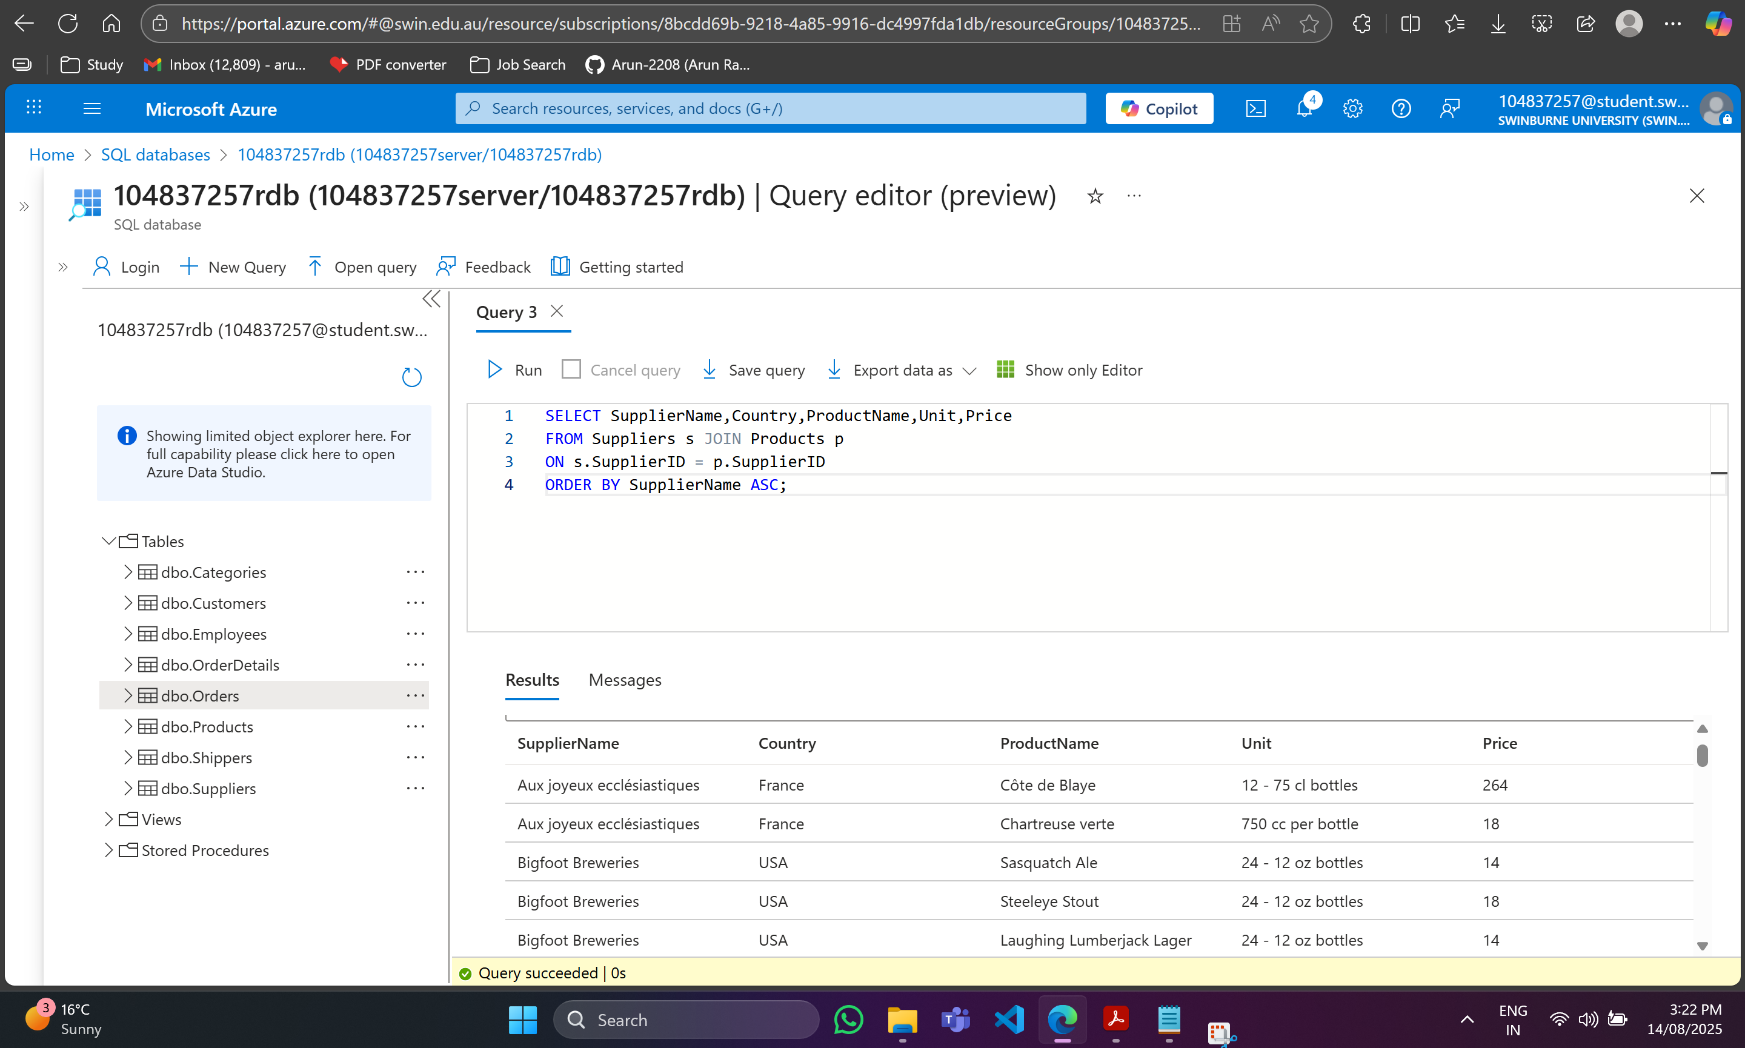 https://portal.azure.com/#@swin.edu.au/resource/subscriptions/8bcdd69b-9218-4a85-9916-dc4997fda1db/resourceGroups/10483725...
Study
Inbox (12,809) - aru...
PDF converter
Job Search
Arun-2208 (Arun Ra...
Microsoft Azure
Search resources, services, and docs (G+/)
Copilot
4
104837257@student.sw...
SWINBURNE UNIVERSITY (SWIN....
Home > SQL databases > 104837257rdb (104837257server/104837257rdb)
104837257rdb (104837257server/104837257rdb) | Query editor (preview)
SQL database
Login
New Query
Open query
Feedback
Getting started
104837257rdb (104837257@student.sw...
Showing limited object explorer here. For
full capability please click here to open
Azure Data Studio.
Tables
dbo.Categories
dbo.Customers
dbo.Employees
dbo.OrderDetails
dbo.Orders
dbo.Products
dbo.Shippers
dbo.Suppliers
Views
Stored Procedures
Query 3
Run
Cancel query
Save query
Export data as
Show only Editor
1 SELECT SupplierName,Country,ProductName,Unit,Price
2 FROM Suppliers s JOIN Products p
3 ON s.SupplierID = p.SupplierID
4 ORDER BY SupplierName ASC;
Results
Messages
SupplierName Country ProductName Unit Price
Aux joyeux ecclésiastiques France Côte de Blaye 12 - 75 cl bottles 264
Aux joyeux ecclésiastiques France Chartreuse verte 750 cc per bottle 18
Bigfoot Breweries USA Sasquatch Ale 24 - 12 oz bottles 14
Bigfoot Breweries USA Steeleye Stout 24 - 12 oz bottles 18
Bigfoot Breweries USA Laughing Lumberjack Lager 24 - 12 oz bottles 14
Query succeeded | 0s
3
16°C
Sunny
Search
ENG
IN
3:22 PM
14/08/2025